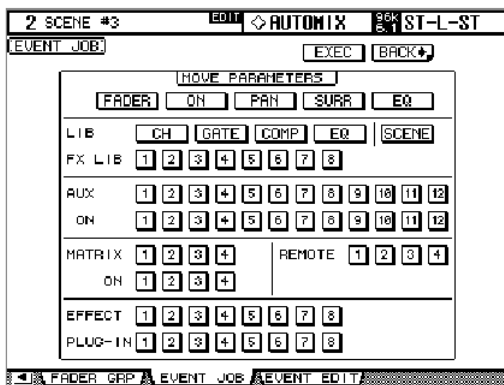 2 SCENE #3 EDIT ◇AUTOMIX 96k 5.1 ST-L-ST
[EVENT JOB] EXEC BACK
MOVE PARAMETERS
FADER ON PAN SURR EQ
LIB CH GATE COMP EQ SCENE
FX LIB 1 2 3 4 5 6 7 8
AUX 1 2 3 4 5 6 7 8 9 10 11 12
ON 1 2 3 4 5 6 7 8 9 10 11 12
MATRIX 1 2 3 4 REMOTE 1 2 3 4
ON 1 2 3 4
EFFECT 1 2 3 4 5 6 7 8
PLUG-IN 1 2 3 4 5 6 7 8
FADER GRP EVENT JOB EVENT EDIT